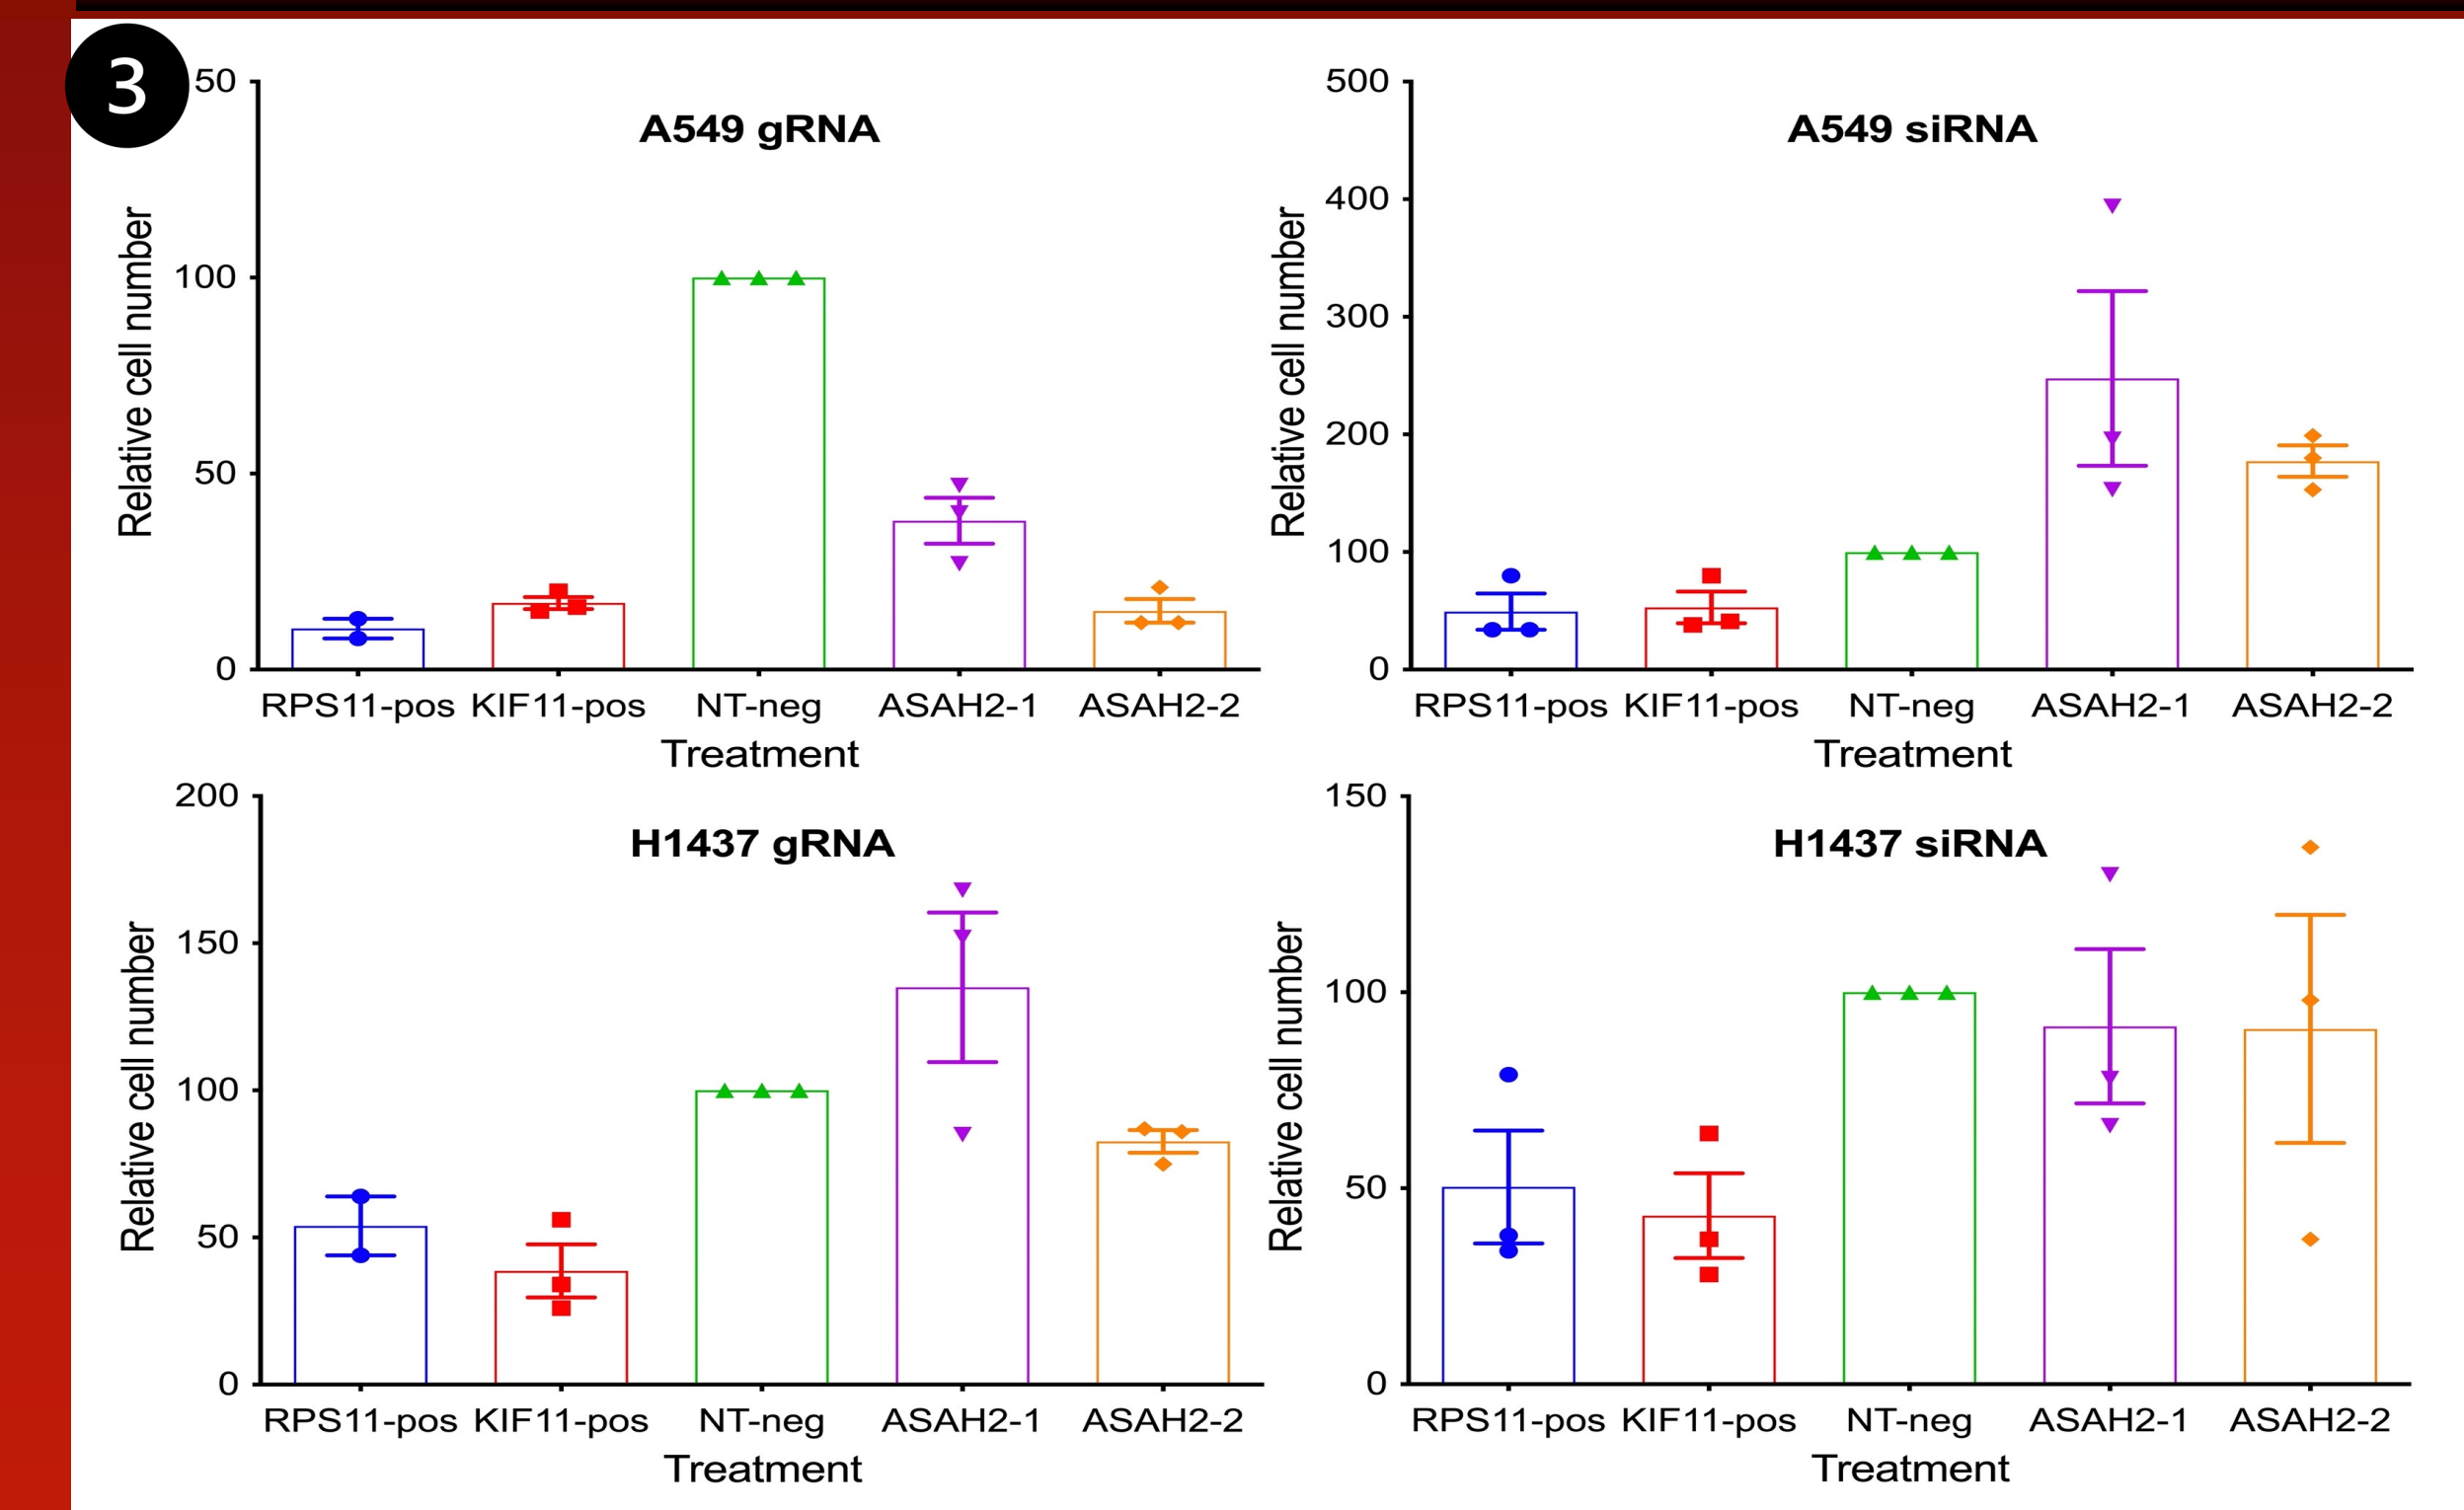 3
A549 gRNA
Relative cell number
50
100
50
0
RPS11-pos KIF11-pos NT-neg ASAH2-1 ASAH2-2
Treatment
A549 siRNA
Relative cell number
500
400
300
200
100
0
RPS11-pos KIF11-pos NT-neg ASAH2-1 ASAH2-2
Treatment
H1437 gRNA
Relative cell number
200
150
100
50
0
RPS11-pos KIF11-pos NT-neg ASAH2-1 ASAH2-2
Treatment
H1437 siRNA
Relative cell number
150
100
50
0
RPS11-pos KIF11-pos NT-neg ASAH2-1 ASAH2-2
Treatment